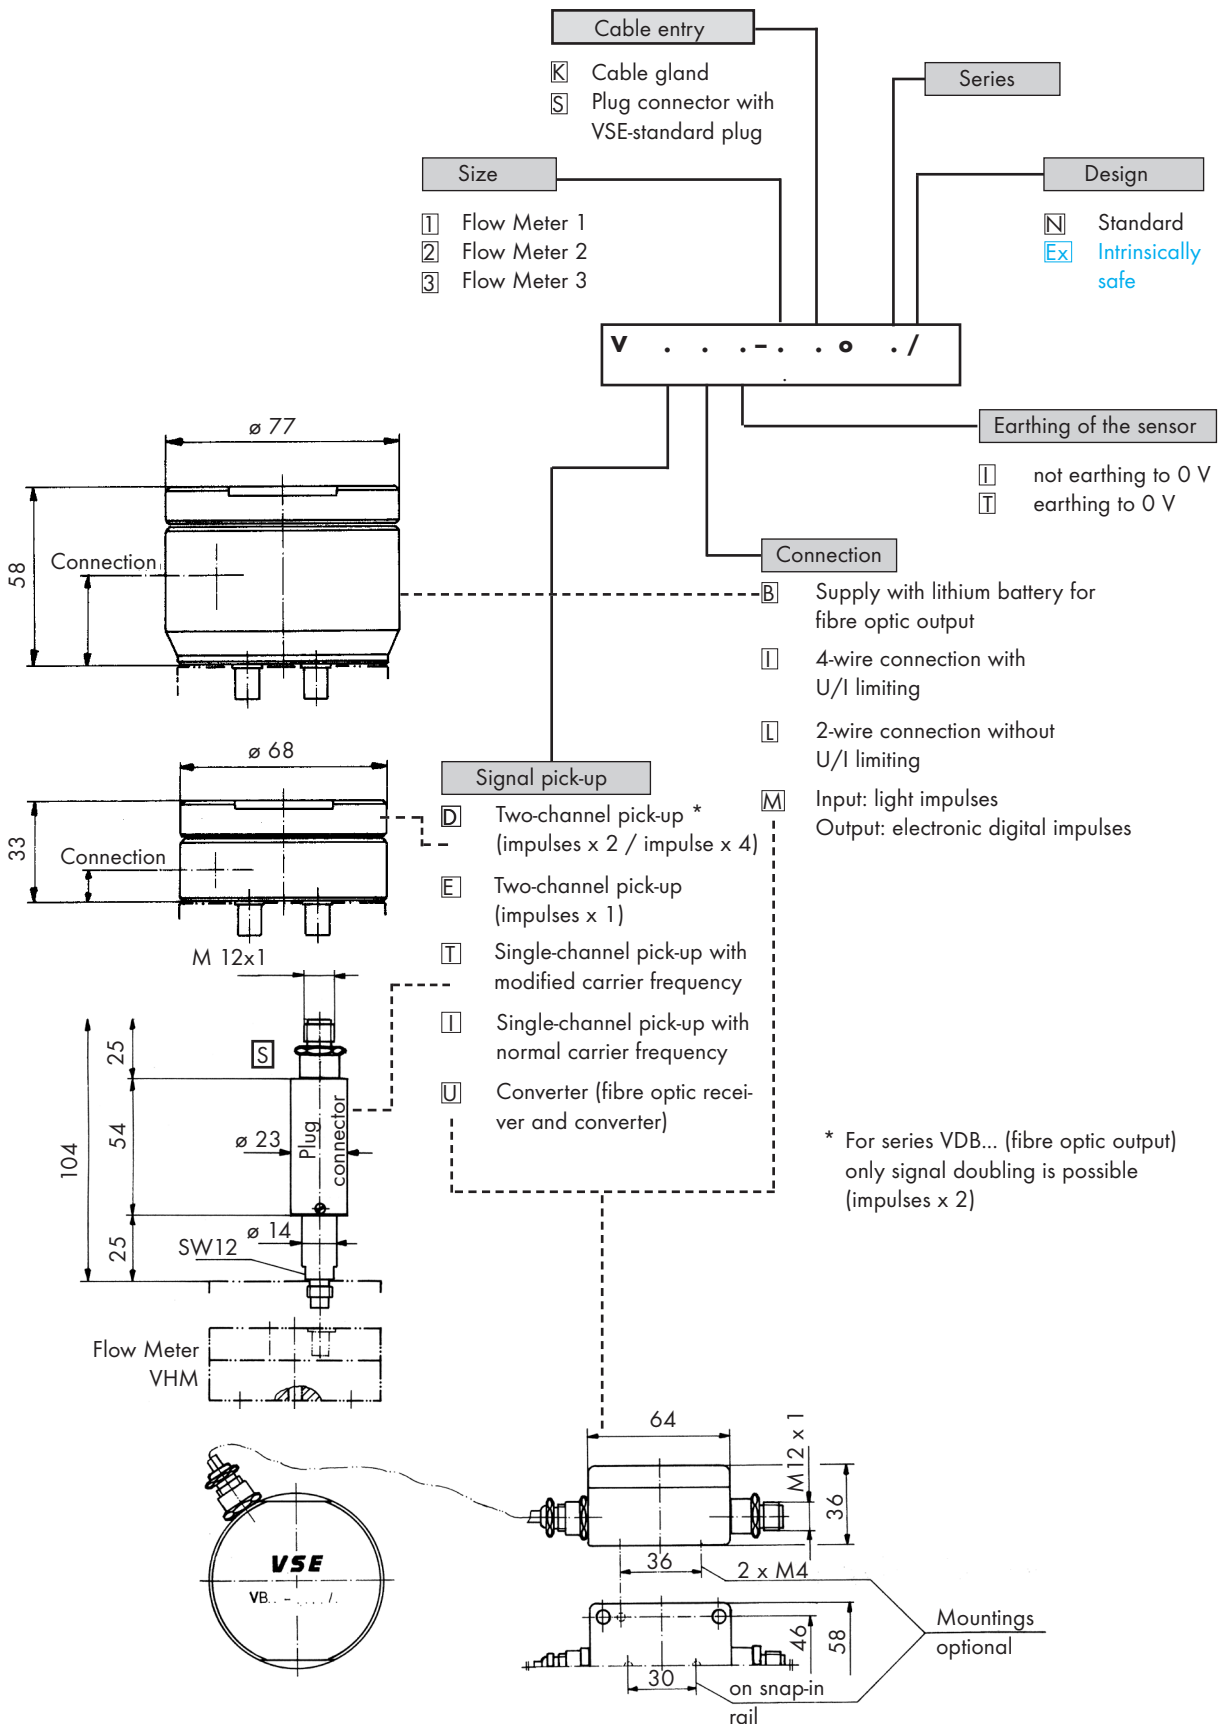 Cable entry
K Cable gland
S Plug connector with
VSE-standard plug
Series
Size
1 Flow Meter 1
2 Flow Meter 2
3 Flow Meter 3
Design
N Standard
Ex Intrinsically
safe
V . . . – . . o . /
Earthing of the sensor
I not earthing to 0 V
T earthing to 0 V
Connection
B Supply with lithium battery for
fibre optic output
I 4-wire connection with
U/I limiting
L 2-wire connection without
U/I limiting
M Input: light impulses
Output: electronic digital impulses
Signal pick-up
D Two-channel pick-up *
(impulses x 2 / impulse x 4)
E Two-channel pick-up
(impulses x 1)
T Single-channel pick-up with
modified carrier frequency
I Single-channel pick-up with
normal carrier frequency
U Converter (fibre optic recei-
ver and converter)
* For series VDB... (fibre optic output)
only signal doubling is possible
(impulses x 2)
ø 77
58
Connection
ø 68
33
Connection
M 12x1
S
25
54
104
25
ø 23
Plug
connector
ø 14
SW12
Flow Meter
VHM
VSE
VB.. – ..../.
64
M12 x 1
36
36
2 x M4
46
58
30
on snap-in
rail
Mountings
optional